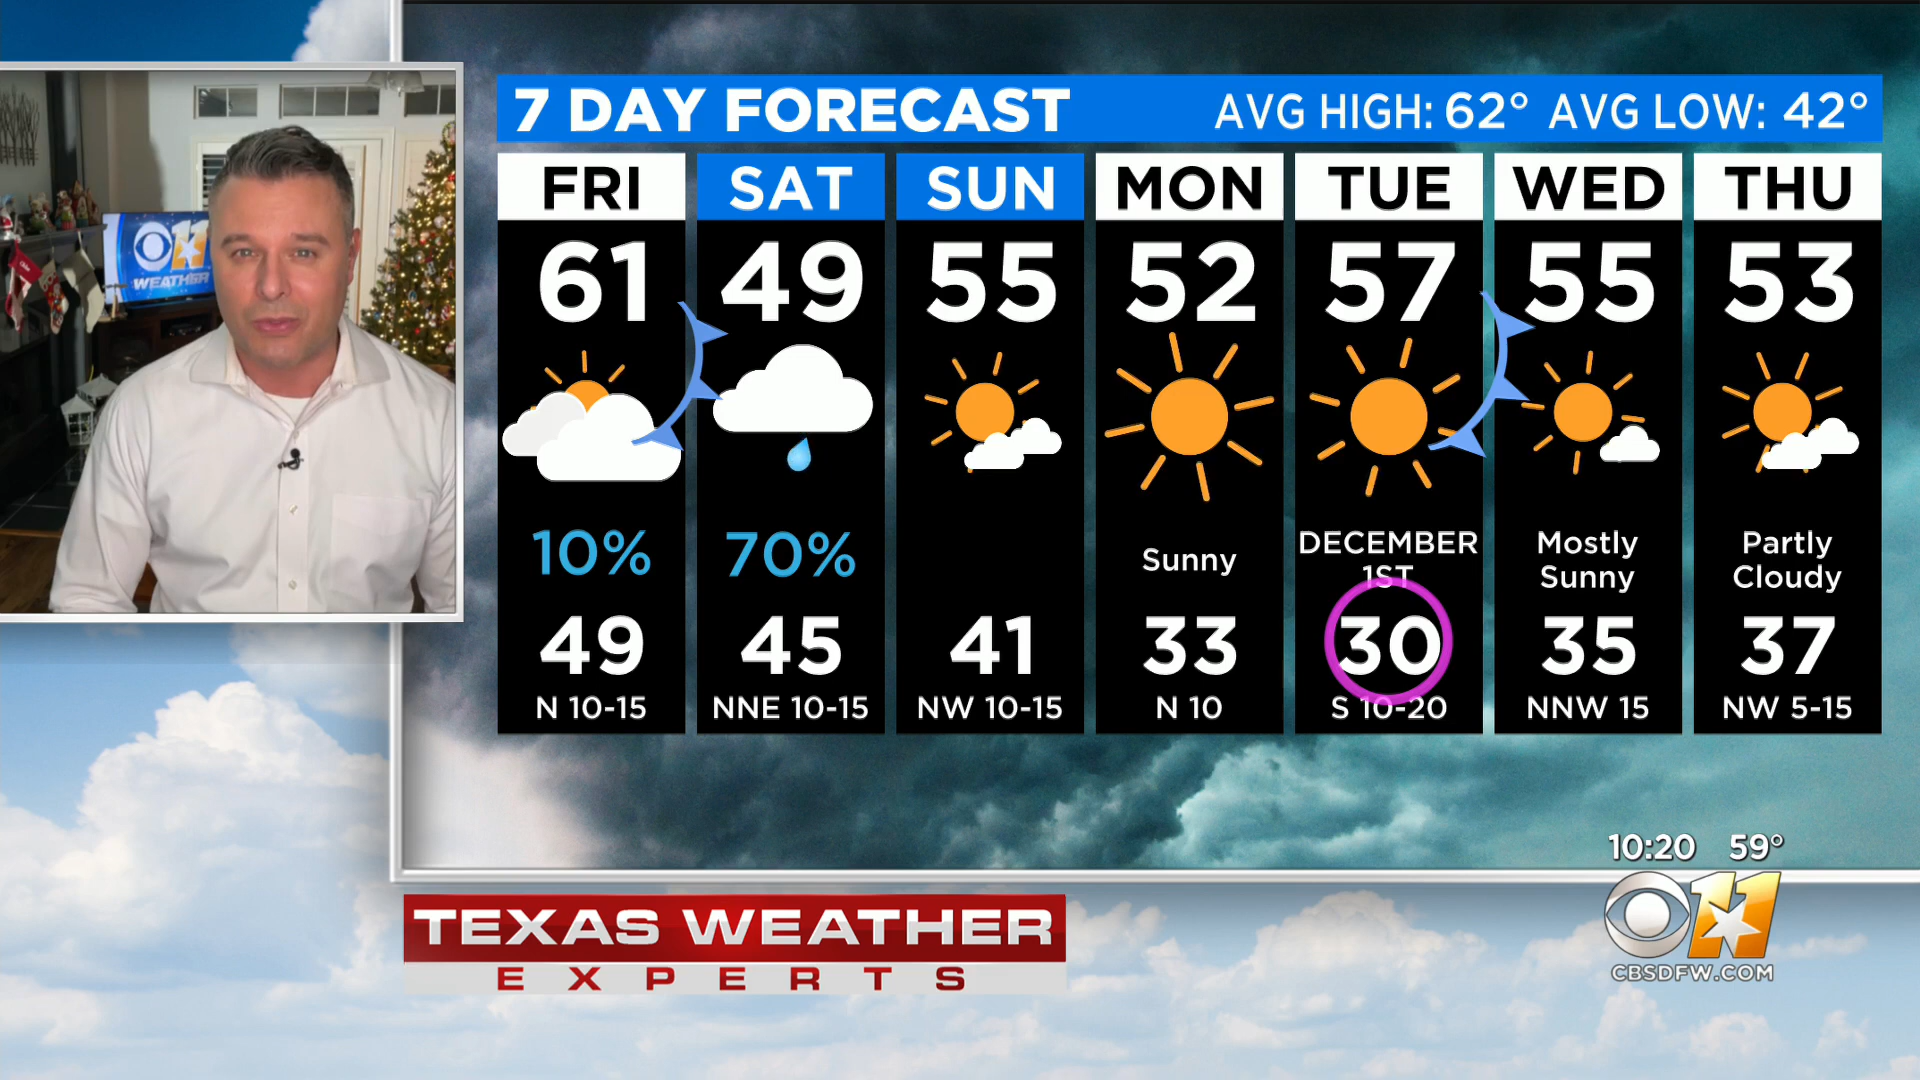 7 DAY FORECAST
AVG HIGH: 62° AVG LOW: 42°
FRI SAT SUN MON TUE WED THU
61 49 55 52 57 55 53
10% 70%
Sunny
DECEMBER
1ST
Mostly
Sunny
Partly
Cloudy
49 45 41 33 30 35 37
N 10-15 NNE 10-15 NW 10-15 N 10 S 10-20 NNW 15 NW 5-15
11
WEATHER
10:20 59°
11
CBSDFW.COM
TEXAS WEATHER
EXPERTS